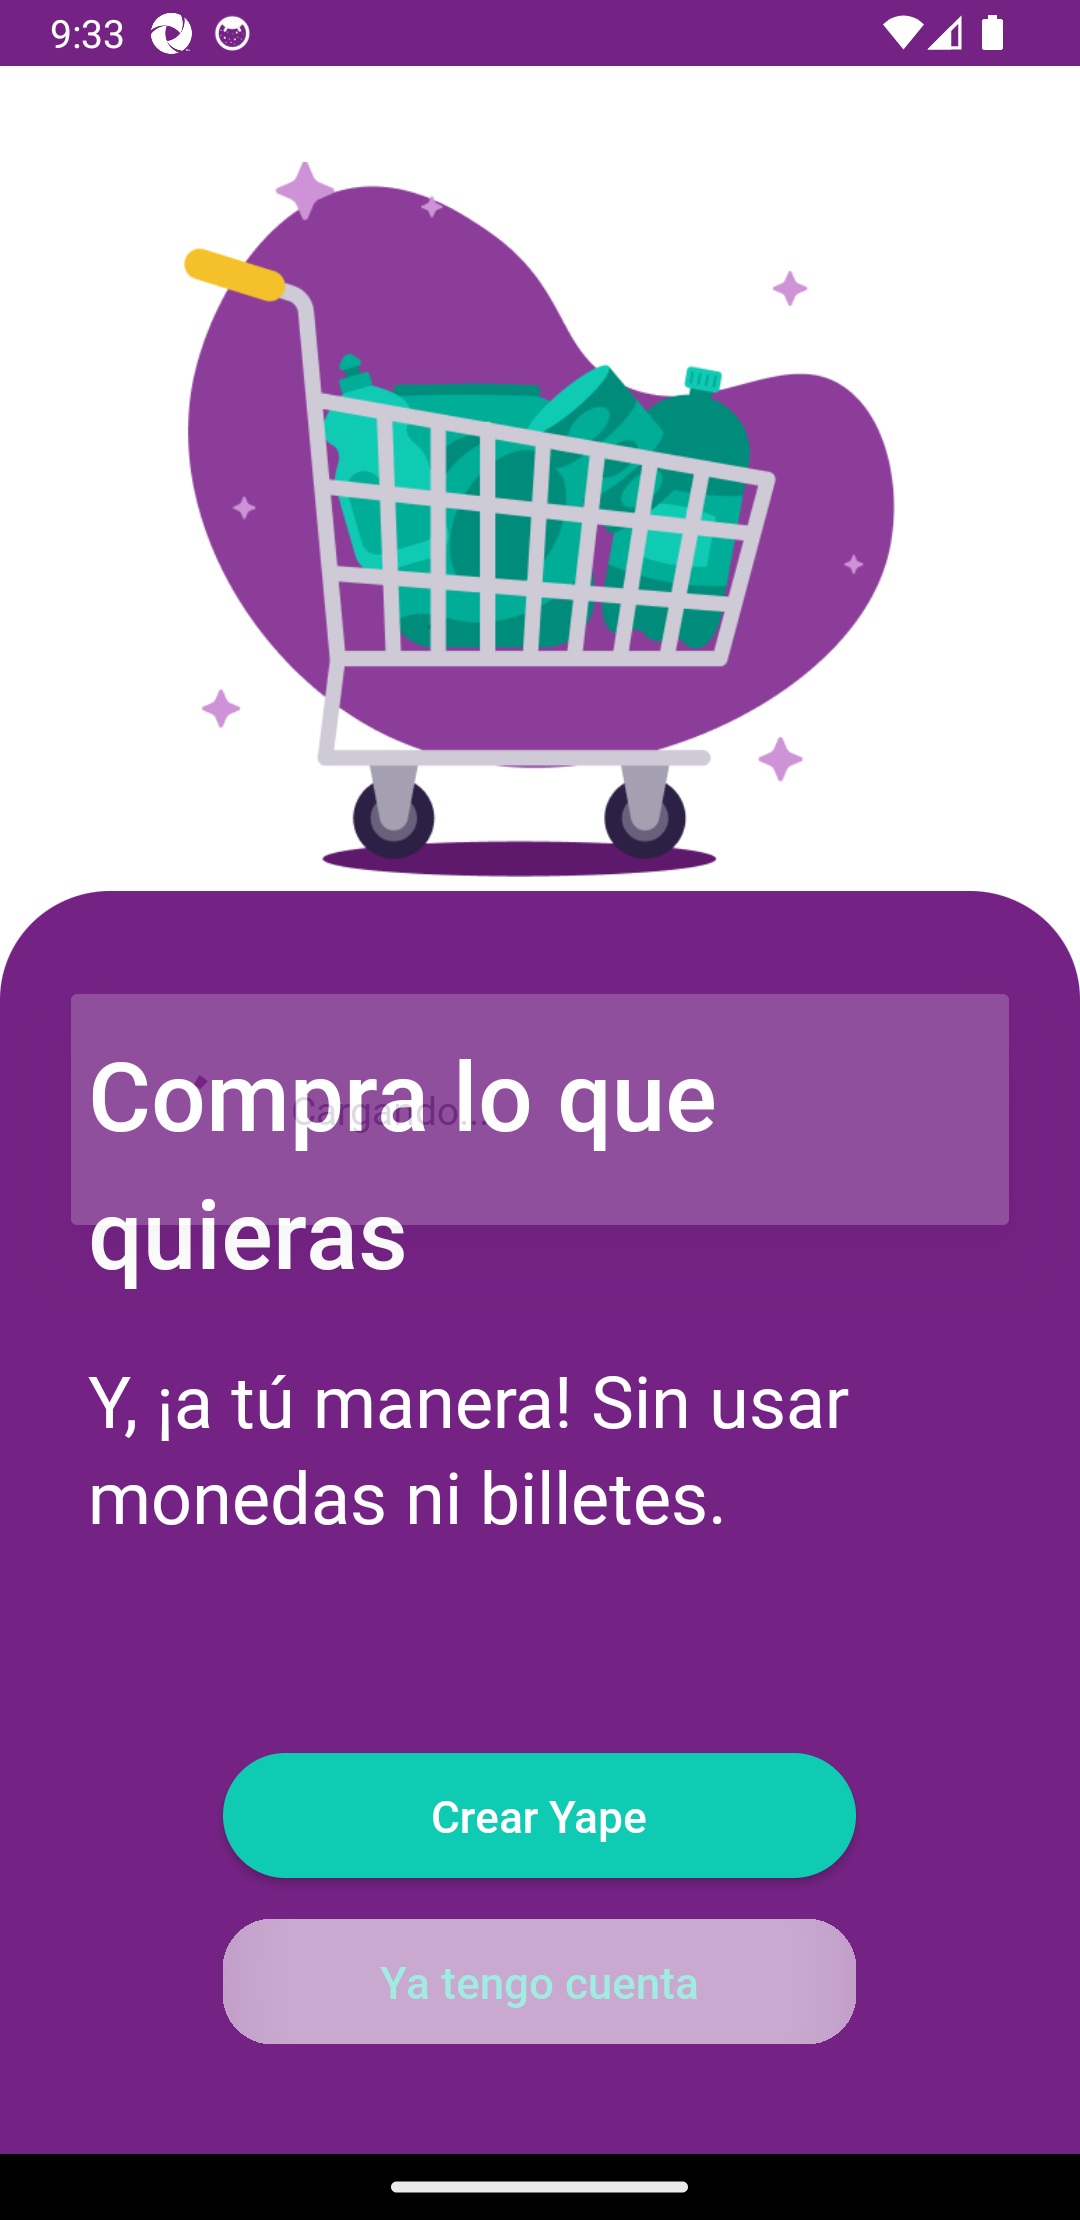 9:33
Compra lo que
Cargando...
quieras
Y, ¡a tú manera! Sin usar
monedas ni billetes.
Crear Yape
Ya tengo cuenta